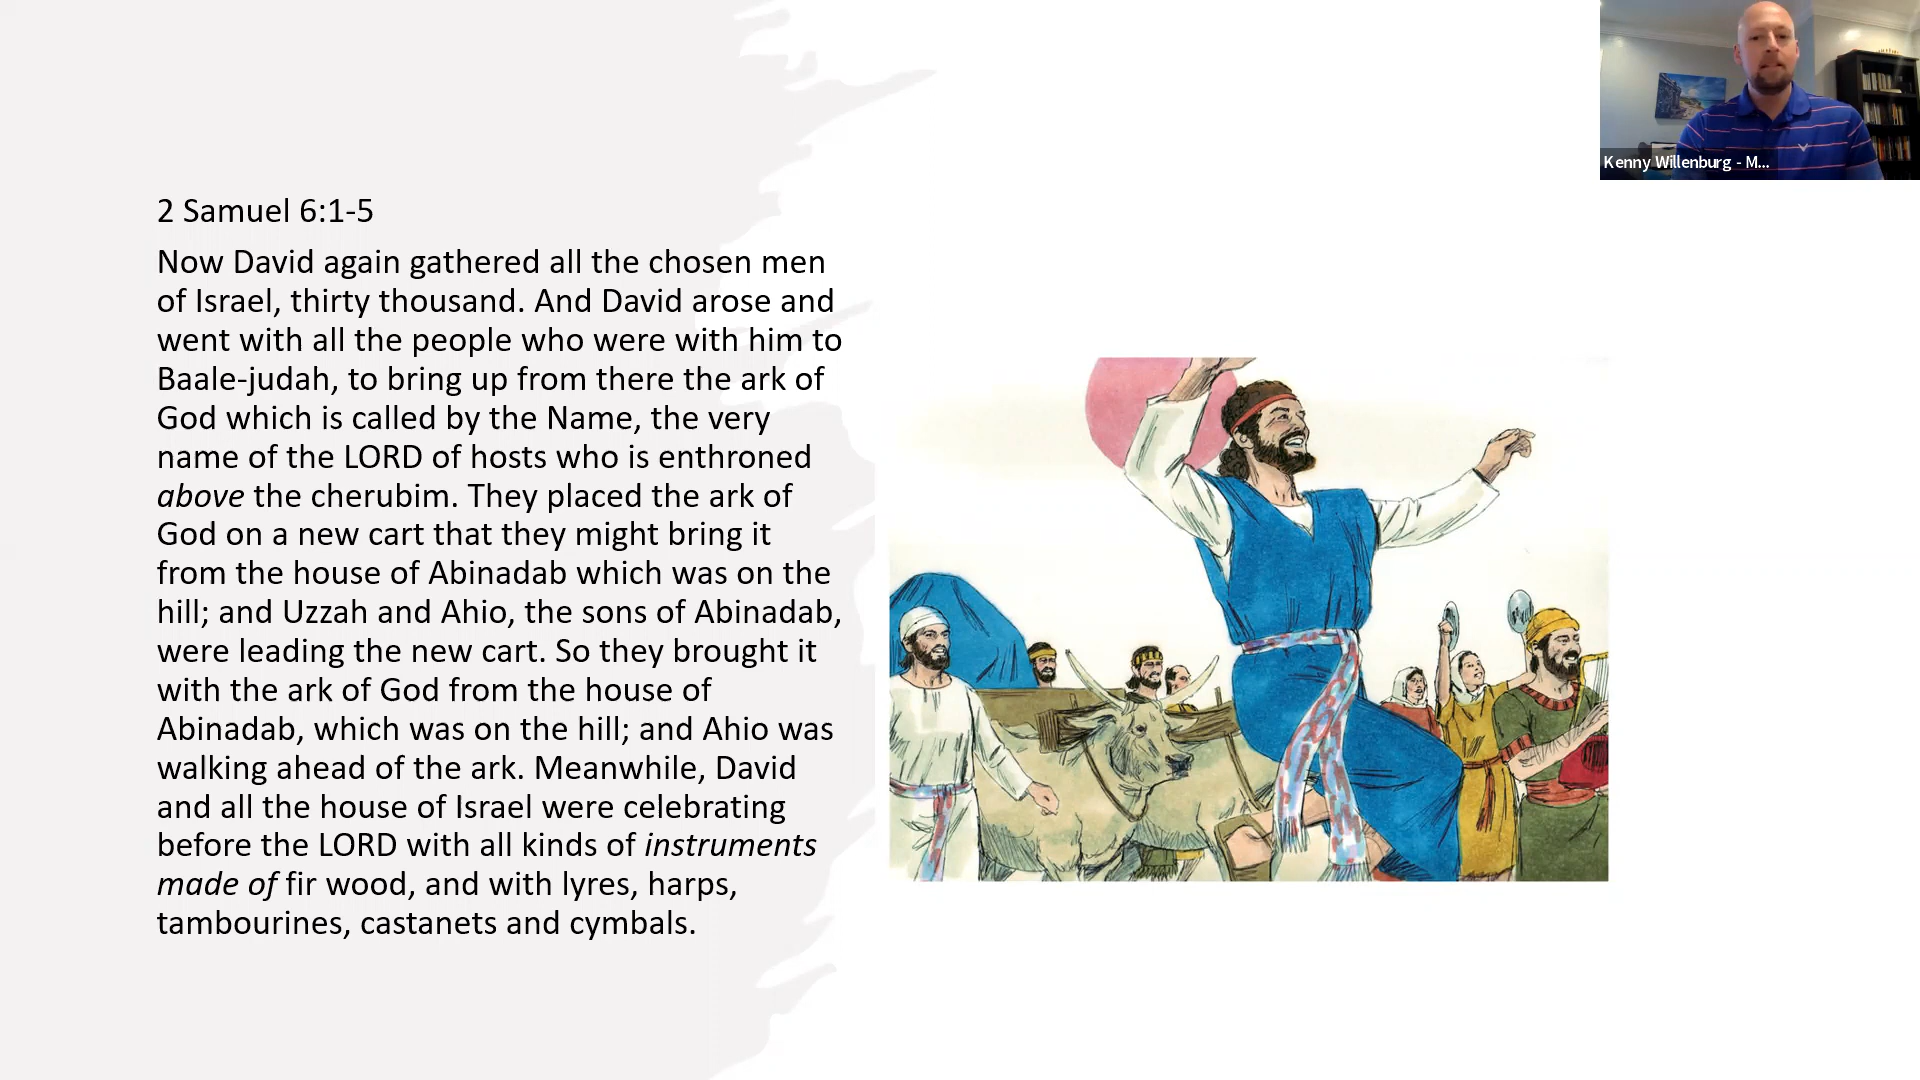 2 Samuel 6:1-5
Now David again gathered all the chosen men
of Israel, thirty thousand. And David arose and
went with all the people who were with him to
Baale-judah, to bring up from there the ark of
God which is called by the Name, the very
name of the LORD of hosts who is enthroned
above the cherubim. They placed the ark of
God on a new cart that they might bring it
from the house of Abinadab which was on the
hill; and Uzzah and Ahio, the sons of Abinadab,
were leading the new cart. So they brought it
with the ark of God from the house of
Abinadab, which was on the hill; and Ahio was
walking ahead of the ark. Meanwhile, David
and all the house of Israel were celebrating
before the LORD with all kinds of instruments
made of fir wood, and with lyres, harps,
tambourines, castanets and cymbals.
Kenny Willenburg - M...